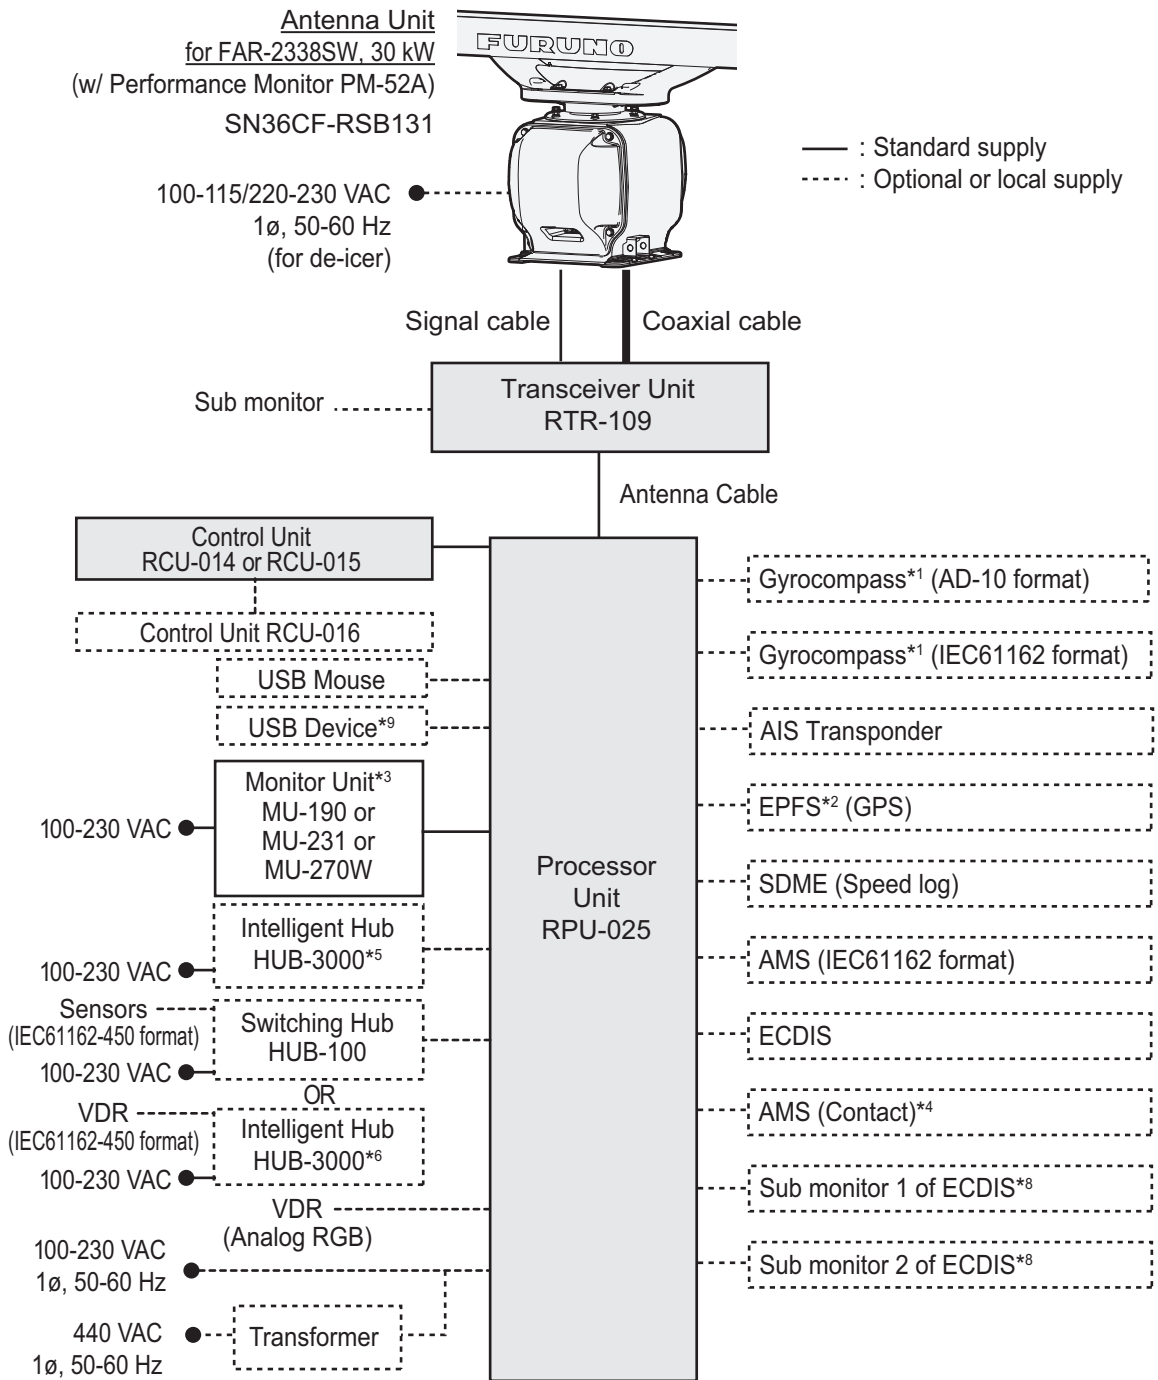 Antenna Unit
for FAR-2338SW, 30 kW
(w/ Performance Monitor PM-52A)
SN36CF-RSB131
FURUNO
100-115/220-230 VAC
1ø, 50-60 Hz
(for de-icer)
: Standard supply
: Optional or local supply
Signal cable
Coaxial cable
Sub monitor
Transceiver Unit
RTR-109
Antenna Cable
Control Unit
RCU-014 or RCU-015
Control Unit RCU-016
USB Mouse
USB Device*9
Monitor Unit*3
MU-190 or
MU-231 or
MU-270W
100-230 VAC
Intelligent Hub
HUB-3000*5
100-230 VAC
Sensors
(IEC61162-450 format)
Switching Hub
HUB-100
100-230 VAC
OR
VDR
(IEC61162-450 format)
Intelligent Hub
HUB-3000*6
100-230 VAC
VDR
(Analog RGB)
100-230 VAC
1ø, 50-60 Hz
440 VAC
1ø, 50-60 Hz
Transformer
Processor
Unit
RPU-025
Gyrocompass*1 (AD-10 format)
Gyrocompass*1 (IEC61162 format)
AIS Transponder
EPFS*2 (GPS)
SDME (Speed log)
AMS (IEC61162 format)
ECDIS
AMS (Contact)*4
Sub monitor 1 of ECDIS*8
Sub monitor 2 of ECDIS*8